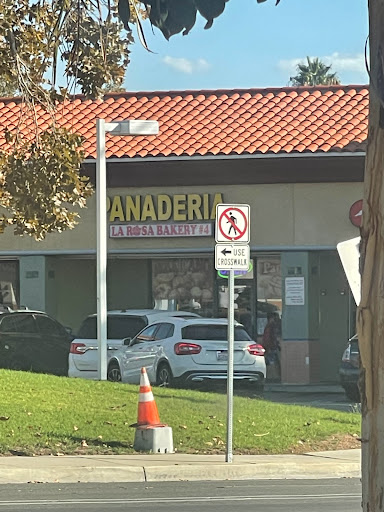 PANADERIA
LA ROSA BAKERY #4
USE
CROSSWALK